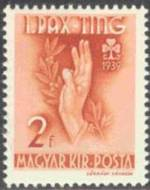 I. PAX-TING
1939
2f
MAGYAR KIR. POSTA